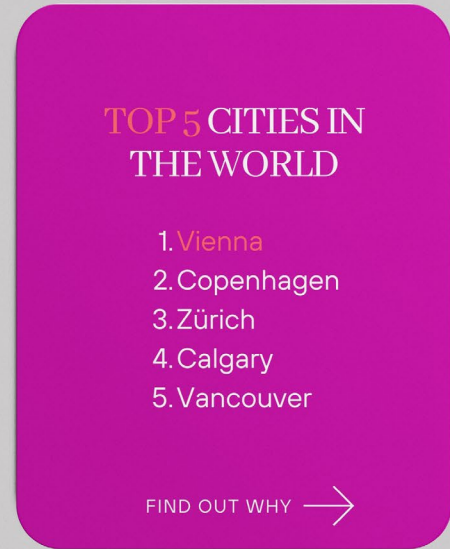 TOP 5 CITIES IN
THE WORLD
1. Vienna
2. Copenhagen
3. Zürich
4. Calgary
5. Vancouver
FIND OUT WHY